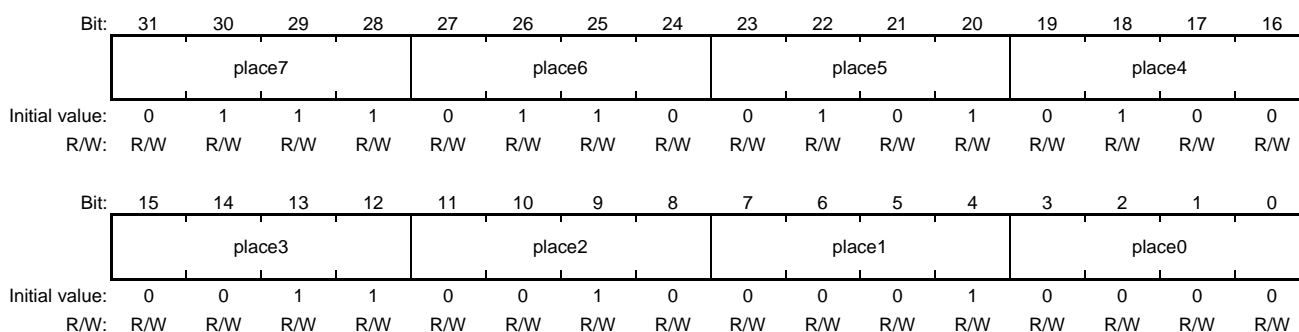 Bit: 31 30 29 28 27 26 25 24 23 22 21 20 19 18 17 16
place7 place6 place5 place4
Initial value: 0 1 1 1 0 1 1 0 0 1 0 1 0 1 0 0
R/W: R/W R/W R/W R/W R/W R/W R/W R/W R/W R/W R/W R/W R/W R/W R/W R/W
Bit: 15 14 13 12 11 10 9 8 7 6 5 4 3 2 1 0
place3 place2 place1 place0
Initial value: 0 0 1 1 0 0 1 0 0 0 0 1 0 0 0 0
R/W: R/W R/W R/W R/W R/W R/W R/W R/W R/W R/W R/W R/W R/W R/W R/W R/W